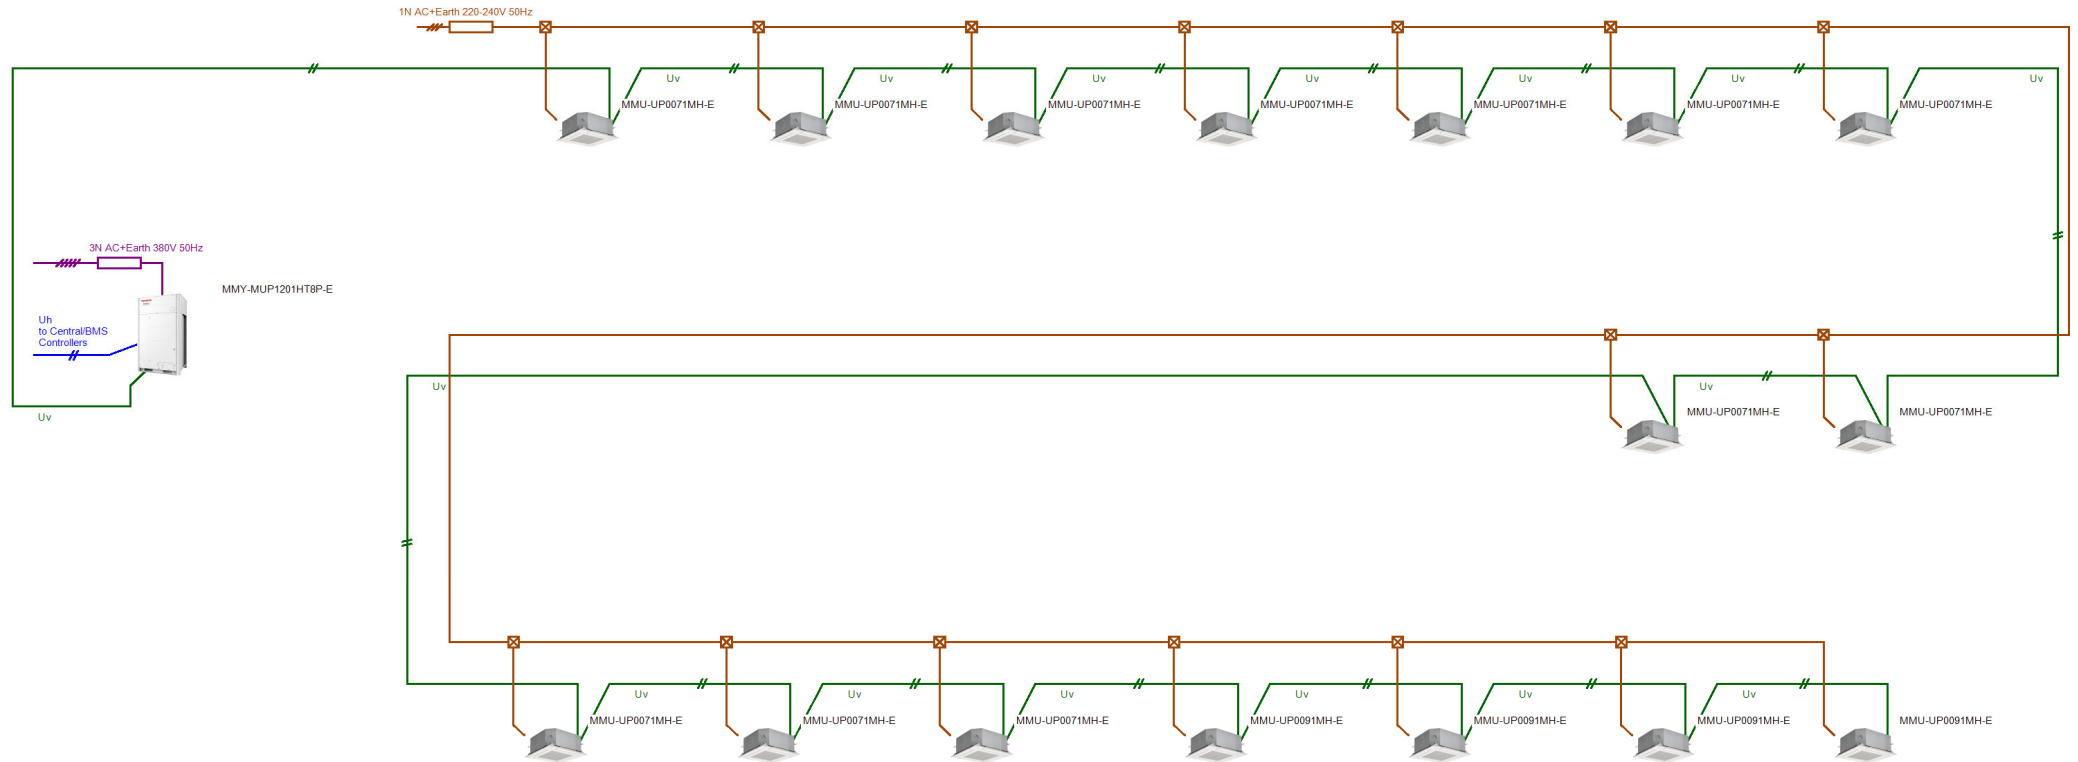 1N AC+Earth 220-240V 50Hz
Uv Uv Uv Uv Uv Uv Uv
MMU-UP0071MH-E MMU-UP0071MH-E MMU-UP0071MH-E MMU-UP0071MH-E MMU-UP0071MH-E MMU-UP0071MH-E MMU-UP0071MH-E
3N AC+Earth 380V 50Hz
MMY-MUP1201HT8P-E
Uh
to Central/BMS
Controllers
Uv Uv
MMU-UP0071MH-E MMU-UP0071MH-E
Uv
Uv Uv Uv Uv Uv Uv
MMU-UP0071MH-E MMU-UP0071MH-E MMU-UP0071MH-E MMU-UP0091MH-E MMU-UP0091MH-E MMU-UP0091MH-E MMU-UP0091MH-E